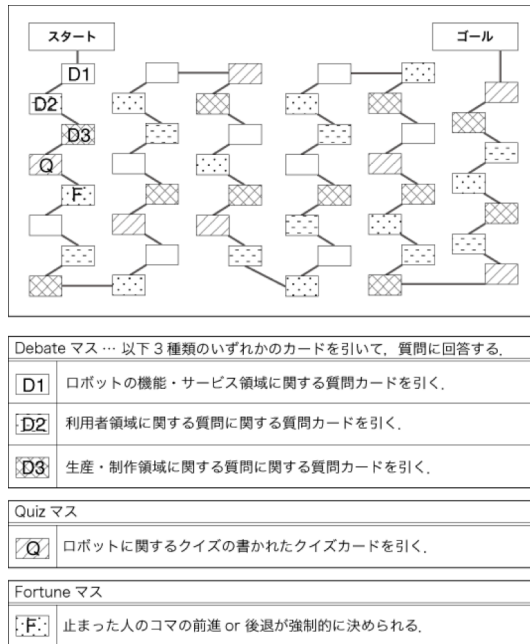 スタート
ゴール
D1
D2
D3
Q
F
Debate マス … 以下 3 種類のいずれかのカードを引いて，質問に回答する．
D1 ロボットの機能・サービス領域に関する質問カードを引く．
D2 利用者領域に関する質問に関する質問カードを引く．
D3 生産・制作領域に関する質問に関する質問カードを引く．
Quiz マス
Q ロボットに関するクイズの書かれたクイズカードを引く．
Fortune マス
F 止まった人のコマの前進 or 後退が強制的に決められる．